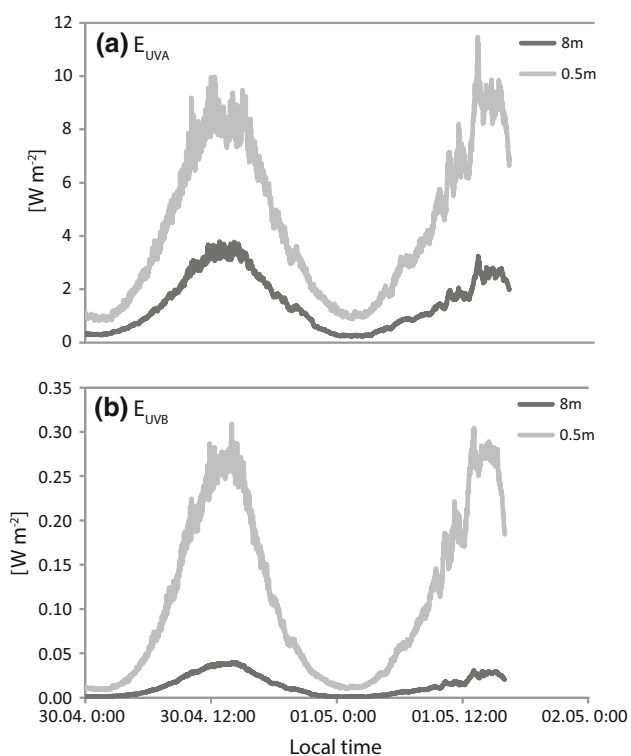 (a) E_UVA
8m
0.5m
[W m⁻²]
12
10
8
6
4
2
0
(b) E_UVB
8m
0.5m
[W m⁻²]
0.35
0.30
0.25
0.20
0.15
0.10
0.05
0.00
30.04 0:00 30.04. 12:00 01.05 0:00 01.05 12:00 02.05 0:00
Local time